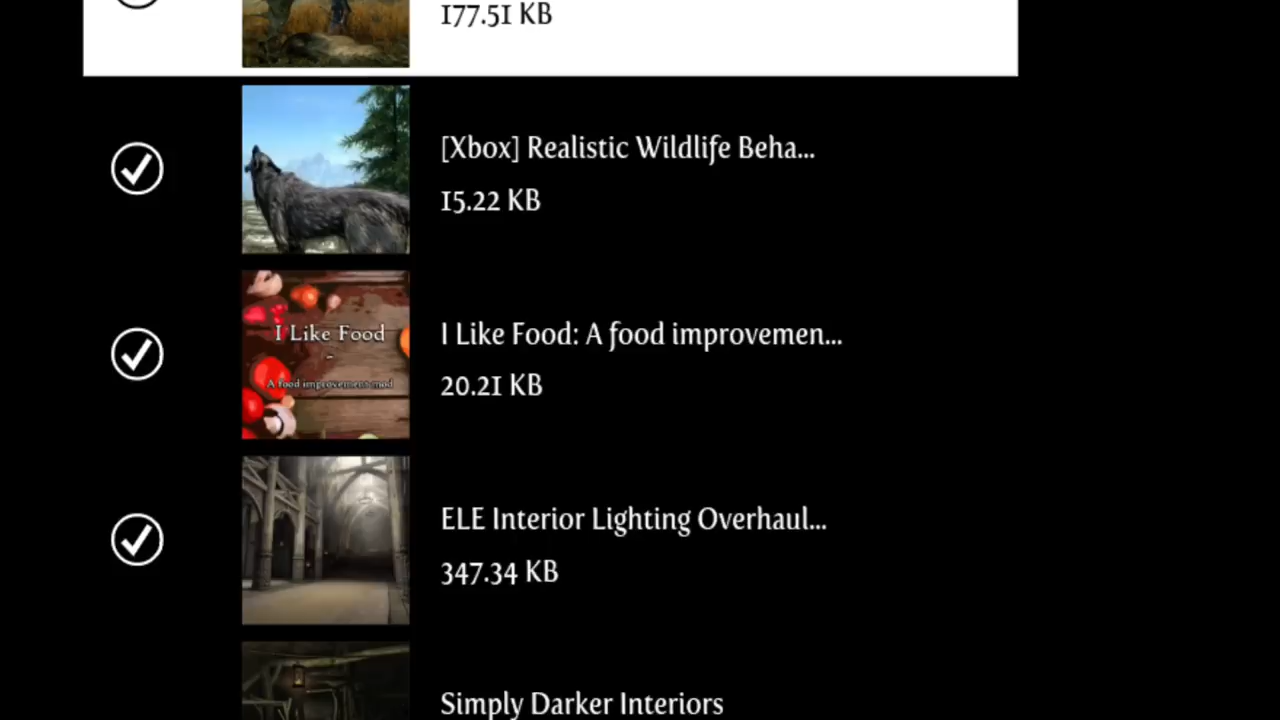 177.51 KB
[Xbox] Realistic Wildlife Beha...
15.22 KB
I Like Food
-
A food improvement mod
I Like Food: A food improvemen...
20.21 KB
ELE Interior Lighting Overhaul...
347.34 KB
Simply Darker Interiors